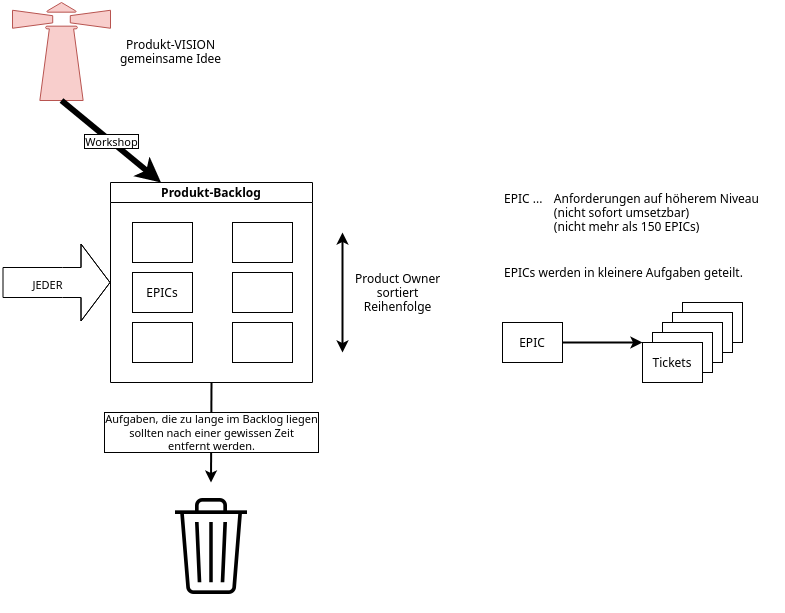 Produkt-VISION
gemeinsame Idee
Workshop
Produkt-Backlog
JEDER
EPICs
Product Owner
sortiert
Reihenfolge
Aufgaben, die zu lange im Backlog liegen
sollten nach einer gewissen Zeit
entfernt werden.
EPIC ... Anforderungen auf höherem Niveau
(nicht sofort umsetzbar)
(nicht mehr als 150 EPICs)
EPICs werden in kleinere Aufgaben geteilt.
EPIC
Tickets